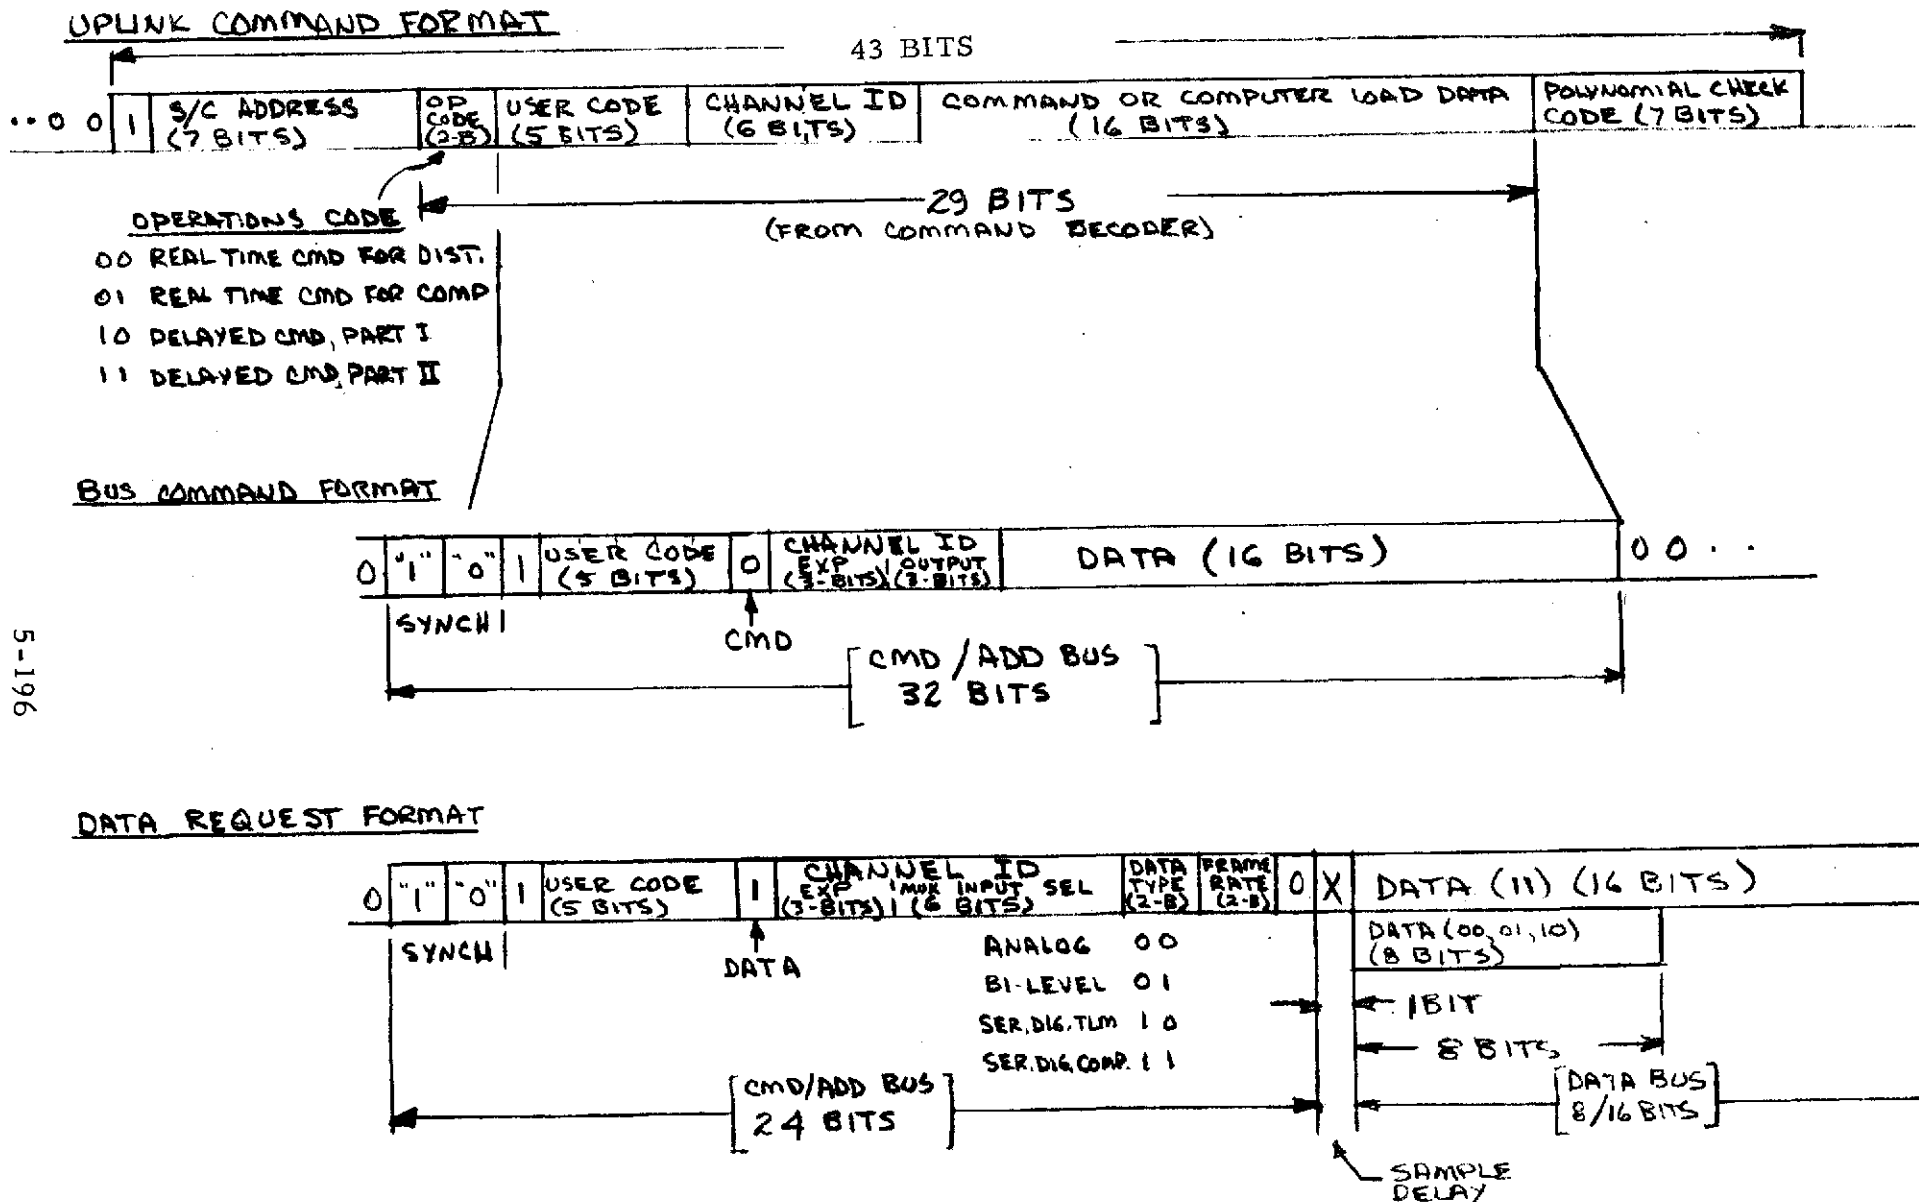 UPLINK COMMAND FORMAT
43 BITS
..0 0 1 S/C ADDRESS (7 BITS) OP CODE (2-B) USER CODE (5 BITS) CHANNEL ID (6 BITS) COMMAND OR COMPUTER LOAD DATA (16 BITS) POLYNOMIAL CHECK CODE (7 BITS)
29 BITS
(FROM COMMAND DECODER)
OPERATIONS CODE
00 REAL TIME CMD FOR DIST.
01 REAL TIME CMD FOR COMP
10 DELAYED CMD, PART I
11 DELAYED CMD, PART II
BUS COMMAND FORMAT
0 "1" "0" 1 USER CODE (5 BITS) 0 CHANNEL ID EXP (3-BITS) OUTPUT (3-BITS) DATA (16 BITS) 0 0 . .
SYNCH
CMD
[CMD/ADD BUS
32 BITS]
5-196
DATA REQUEST FORMAT
0 "1" "0" 1 USER CODE (5 BITS) 1 CHANNEL ID EXP (3-BITS) MUX INPUT SEL (6 BITS) DATA TYPE (2-B) FRAME RATE (2-B) 0 X DATA (11) (16 BITS)
DATA (00, 01, 10)
(8 BITS)
SYNCH
DATA
ANALOG 00
BI-LEVEL 01
SER.DIG.TLM 10
SER.DIG.COMP. 11
1 BIT
8 BITS
[CMD/ADD BUS
24 BITS]
[DATA BUS
8/16 BITS]
SAMPLE
DELAY